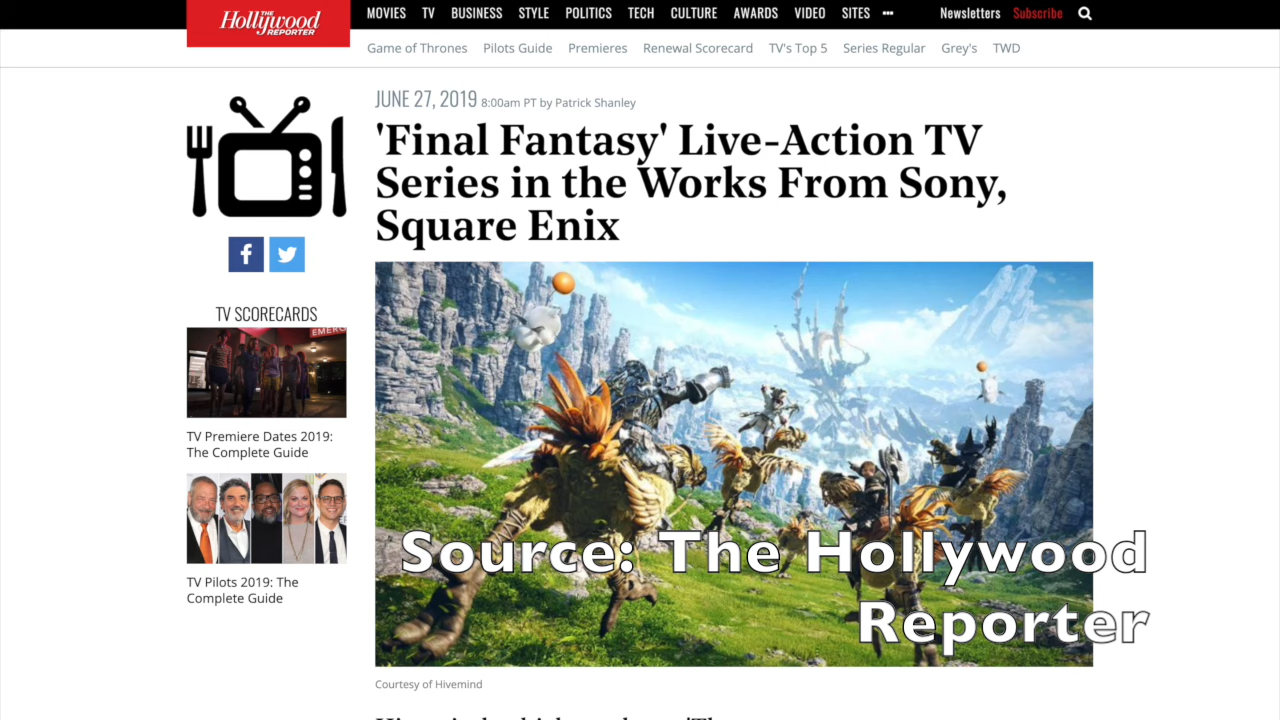 The
Hollywood
REPORTER
MOVIES TV BUSINESS STYLE POLITICS TECH CULTURE AWARDS VIDEO SITES ••• Newsletters Subscribe
Game of Thrones Pilots Guide Premieres Renewal Scorecard TV's Top 5 Series Regular Grey's TWD
JUNE 27, 2019 8:00am PT by Patrick Shanley
'Final Fantasy' Live-Action TV
Series in the Works From Sony,
Square Enix
TV SCORECARDS
EMERG
TV Premiere Dates 2019:
The Complete Guide
TV Pilots 2019: The
Complete Guide
Source: The Hollywood
Reporter
Courtesy of Hivemind